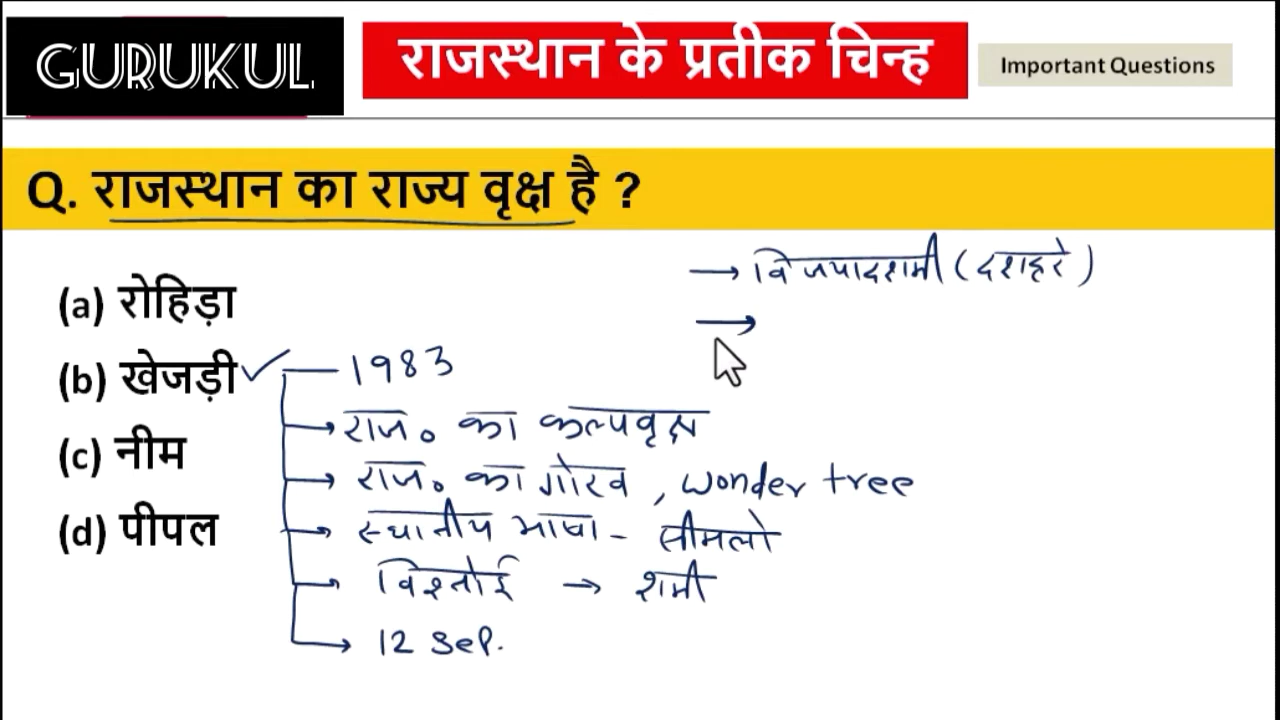 GURUKUL
राजस्थान के प्रतीक चिन्ह
Important Questions
Q. राजस्थान का राज्य वृक्ष है ?
(a) रोहिड़ा
(b) खेजड़ी
(c) नीम
(d) पीपल
→ विजयादशमी (दशहरे)
→
1983
→ राज० का कल्पवृक्ष
→ राज० का गोरव , wonder tree
→ स्थानीय भाषा - सीमलो
→ विश्नोई → शमी
→ 12 Sep.